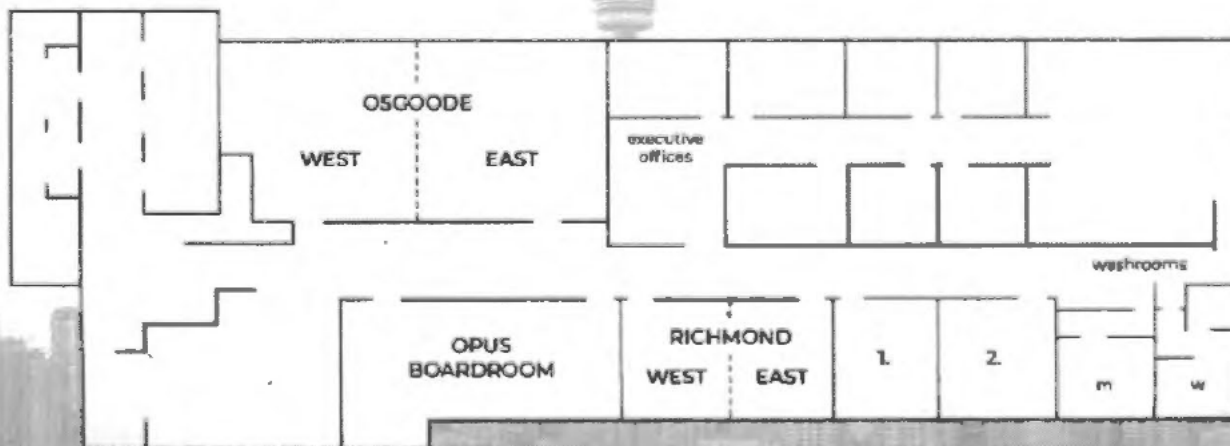 OSGOODE
WEST EAST
executive
offices
washrooms
OPUS
BOARDROOM
RICHMOND
WEST EAST
1. 2.
m w